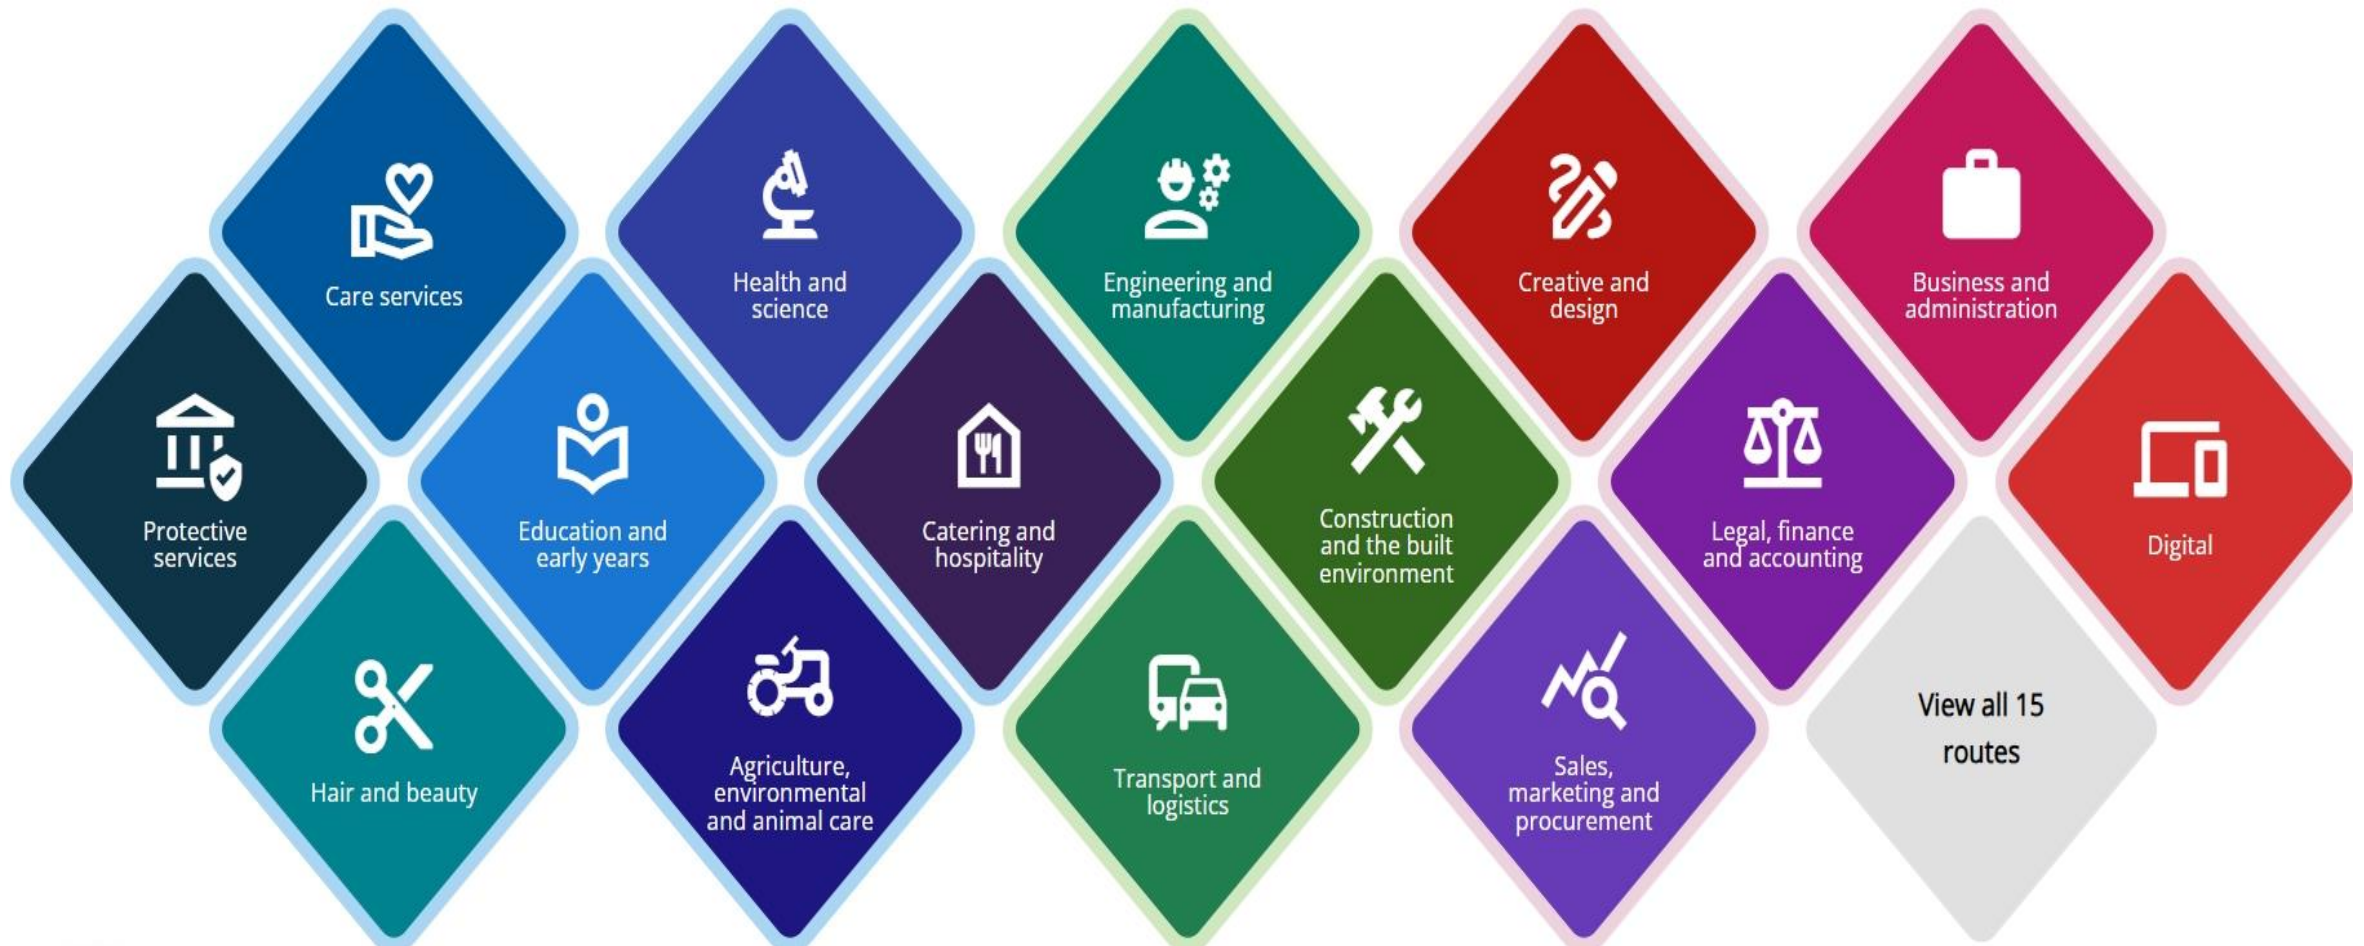 Care services
Health and
science
Engineering and
manufacturing
Creative and
design
Business and
administration
Protective
services
Education and
early years
Catering and
hospitality
Construction
and the built
environment
Legal, finance
and accounting
Digital
Hair and beauty
Agriculture,
environmental
and animal care
Transport and
logistics
Sales,
marketing and
procurement
View all 15
routes